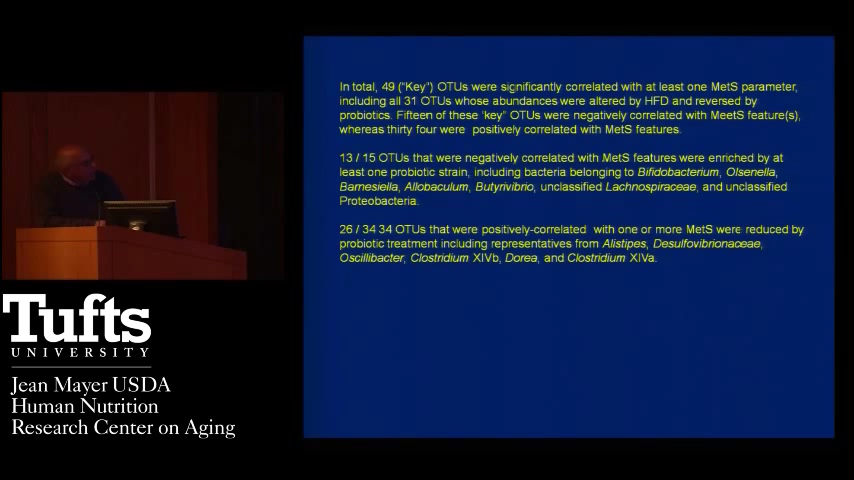 In total, 49 ("Key") OTUs were significantly correlated with at least one MetS parameter,
including all 31 OTUs whose abundances were altered by HFD and reversed by
probiotics. Fifteen of these 'key" OTUs were negatively correlated with MeetS feature(s),
whereas thirty four were positively correlated with MetS features.
13 / 15 OTUs that were negatively correlated with MetS features were enriched by at
least one probiotic strain, including bacteria belonging to Bifidobacterium, Olsenella,
Barnesiella, Allobaculum, Butyrivibrio, unclassified Lachnospiraceae, and unclassified
Proteobacteria.
26 / 34 34 OTUs that were positively-correlated with one or more MetS were reduced by
probiotic treatment including representatives from Alistipes, Desulfovibrionaceae,
Oscillibacter, Clostridium XIVb, Dorea, and Clostridium XIVa.
Tufts
UNIVERSITY
Jean Mayer USDA
Human Nutrition
Research Center on Aging